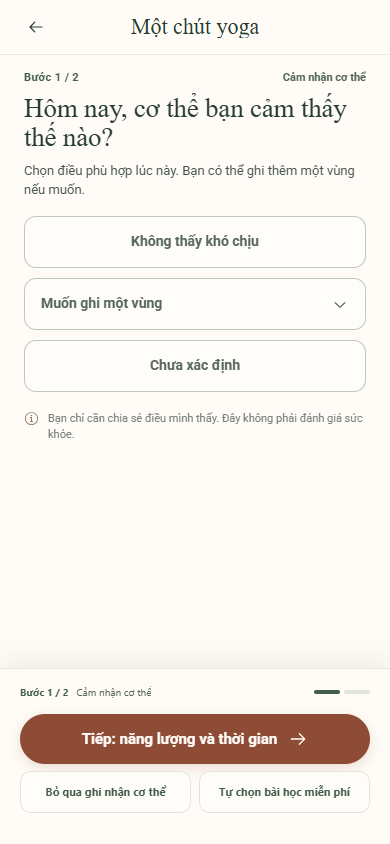 Một chút yoga
Bước 1 / 2
Cảm nhận cơ thể
Hôm nay, cơ thể bạn cảm thấy
thế nào?
Chọn điều phù hợp lúc này. Bạn có thể ghi thêm một vùng
nếu muốn.
Không thấy khó chịu
Muốn ghi một vùng
Chưa xác định
Bạn chỉ cần chia sẻ điều mình thấy. Đây không phải đánh giá sức
khỏe.
Bước 1 / 2 Cảm nhận cơ thể
Tiếp: năng lượng và thời gian
Bỏ qua ghi nhận cơ thể
Tự chọn bài học miễn phí